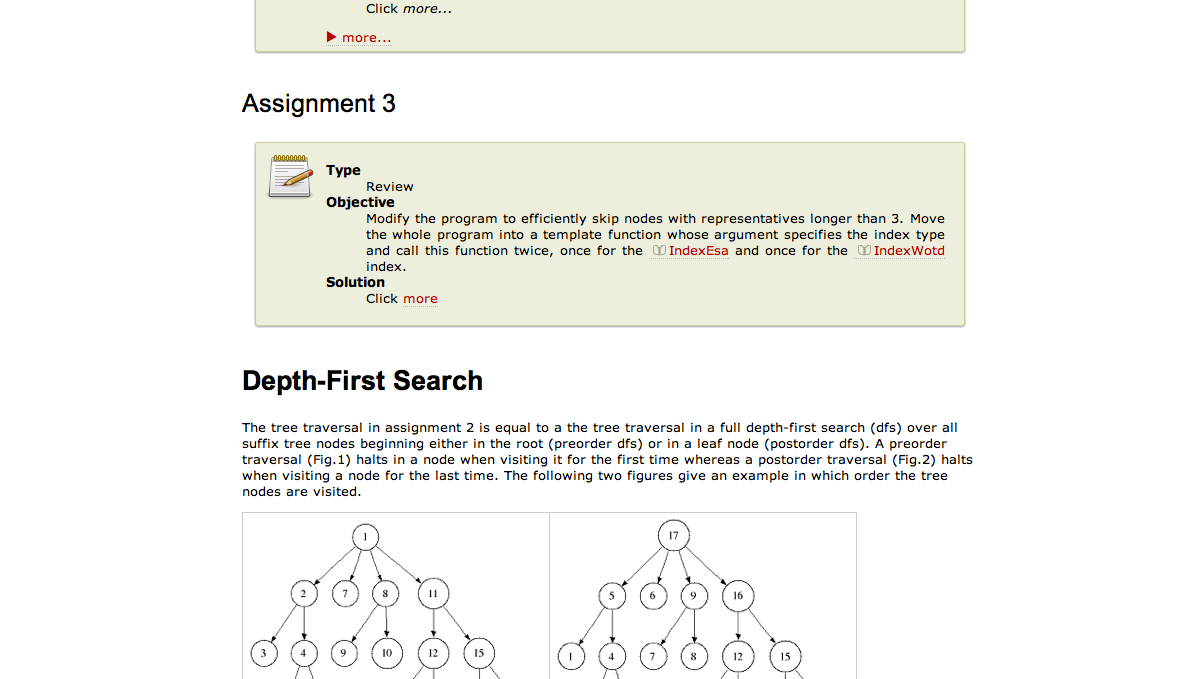 Click more...
more...
Assignment 3
Type
Review
Objective
Modify the program to efficiently skip nodes with representatives longer than 3. Move
the whole program into a template function whose argument specifies the index type
and call this function twice, once for the IndexEsa and once for the IndexWotd
index.
Solution
Click more
Depth-First Search
The tree traversal in assignment 2 is equal to a the tree traversal in a full depth-first search (dfs) over all
suffix tree nodes beginning either in the root (preorder dfs) or in a leaf node (postorder dfs). A preorder
traversal (Fig.1) halts in a node when visiting it for the first time whereas a postorder traversal (Fig.2) halts
when visiting a node for the last time. The following two figures give an example in which order the tree
nodes are visited.
1
2 7 8 11
3 4 9 10 12 15
17
5 6 9 16
1 4 7 8 12 15